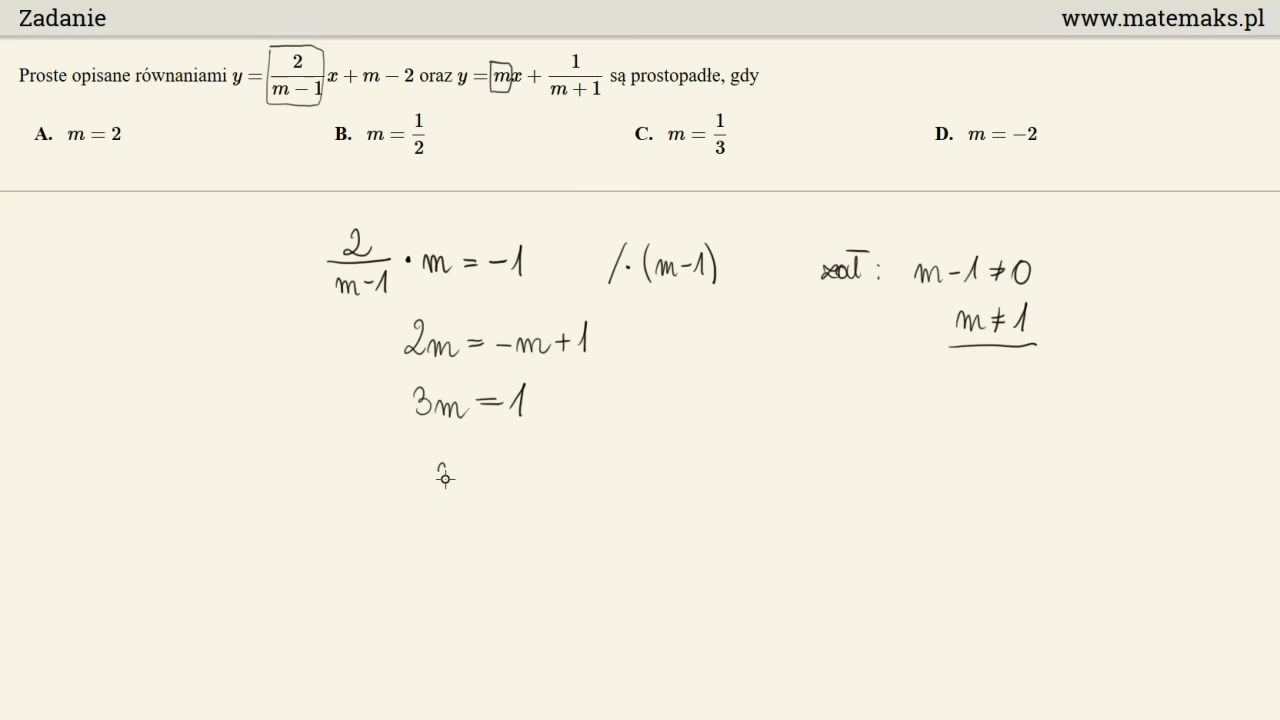 Zadanie www.matemaks.pl
Proste opisane równaniami y = 2/(m − 1) x + m − 2 oraz y = mx + 1/(m + 1) są prostopadłe, gdy
A. m = 2 B. m = 1/2 C. m = 1/3 D. m = −2
2/(m-1) · m = -1 /·(m-1) zał: m-1≠0
2m = -m+1 m≠1
3m = 1